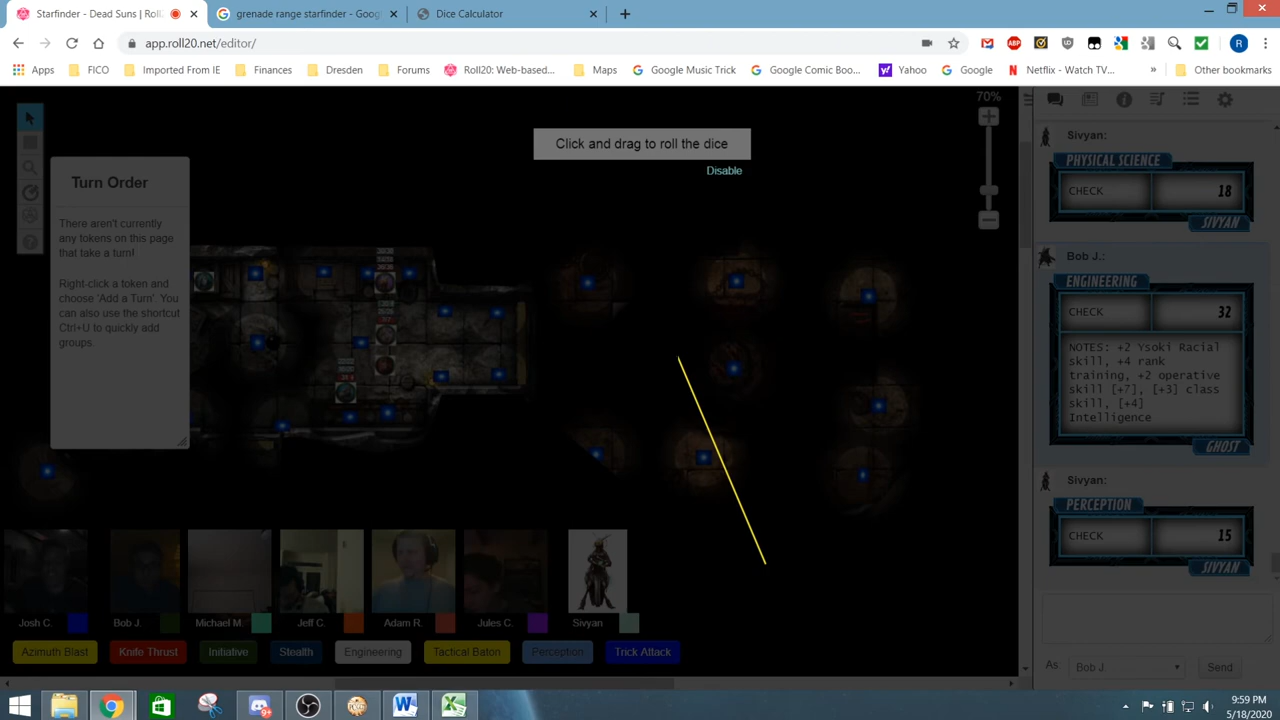 Starfinder - Dead Suns | Roll
grenade range starfinder - Goog
Dice Calculator
app.roll20.net/editor/
Apps
FICO
Imported From IE
Finances
Dresden
Forums
Roll20: Web-based...
Maps
Google Music Trick
Google Comic Boo...
Yahoo
Google
Netflix - Watch TV...
»
Other bookmarks
70%
Click and drag to roll the dice
Disable
Turn Order
There aren't currently
any tokens on this page
that take a turn!
Right-click a token and
choose 'Add a Turn'. You
can also use the shortcut
Ctrl+U to quickly add
groups.
Sivyan:
PHYSICAL SCIENCE
CHECK 18
SIVYAN
Bob J.:
ENGINEERING
CHECK 32
NOTES: +2 Ysoki Racial
skill, +4 rank
training, +2 operative
skill [+7], [+3] class
skill, [+4]
Intelligence
GHOST
Sivyan:
PERCEPTION
CHECK 15
SIVYAN
Josh C.
Bob J.
Michael M.
Jeff C.
Adam R.
Jules C.
Sivyan
Azimuth Blast
Knife Thrust
Initiative
Stealth
Engineering
Tactical Baton
Perception
Trick Attack
As
Bob J.
Send
9:59 PM
5/18/2020